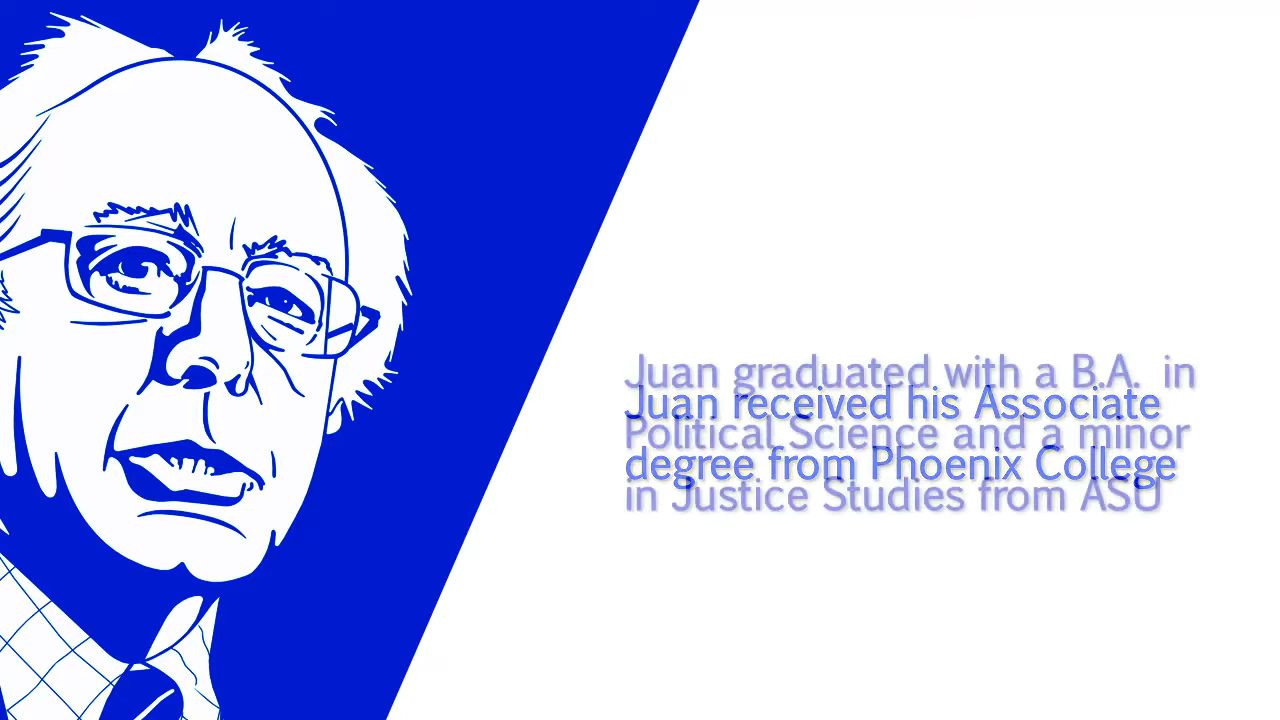 Juan graduated with a B.A. in
Political Science and a minor
in Justice Studies from ASU
Juan received his Associate
degree from Phoenix College